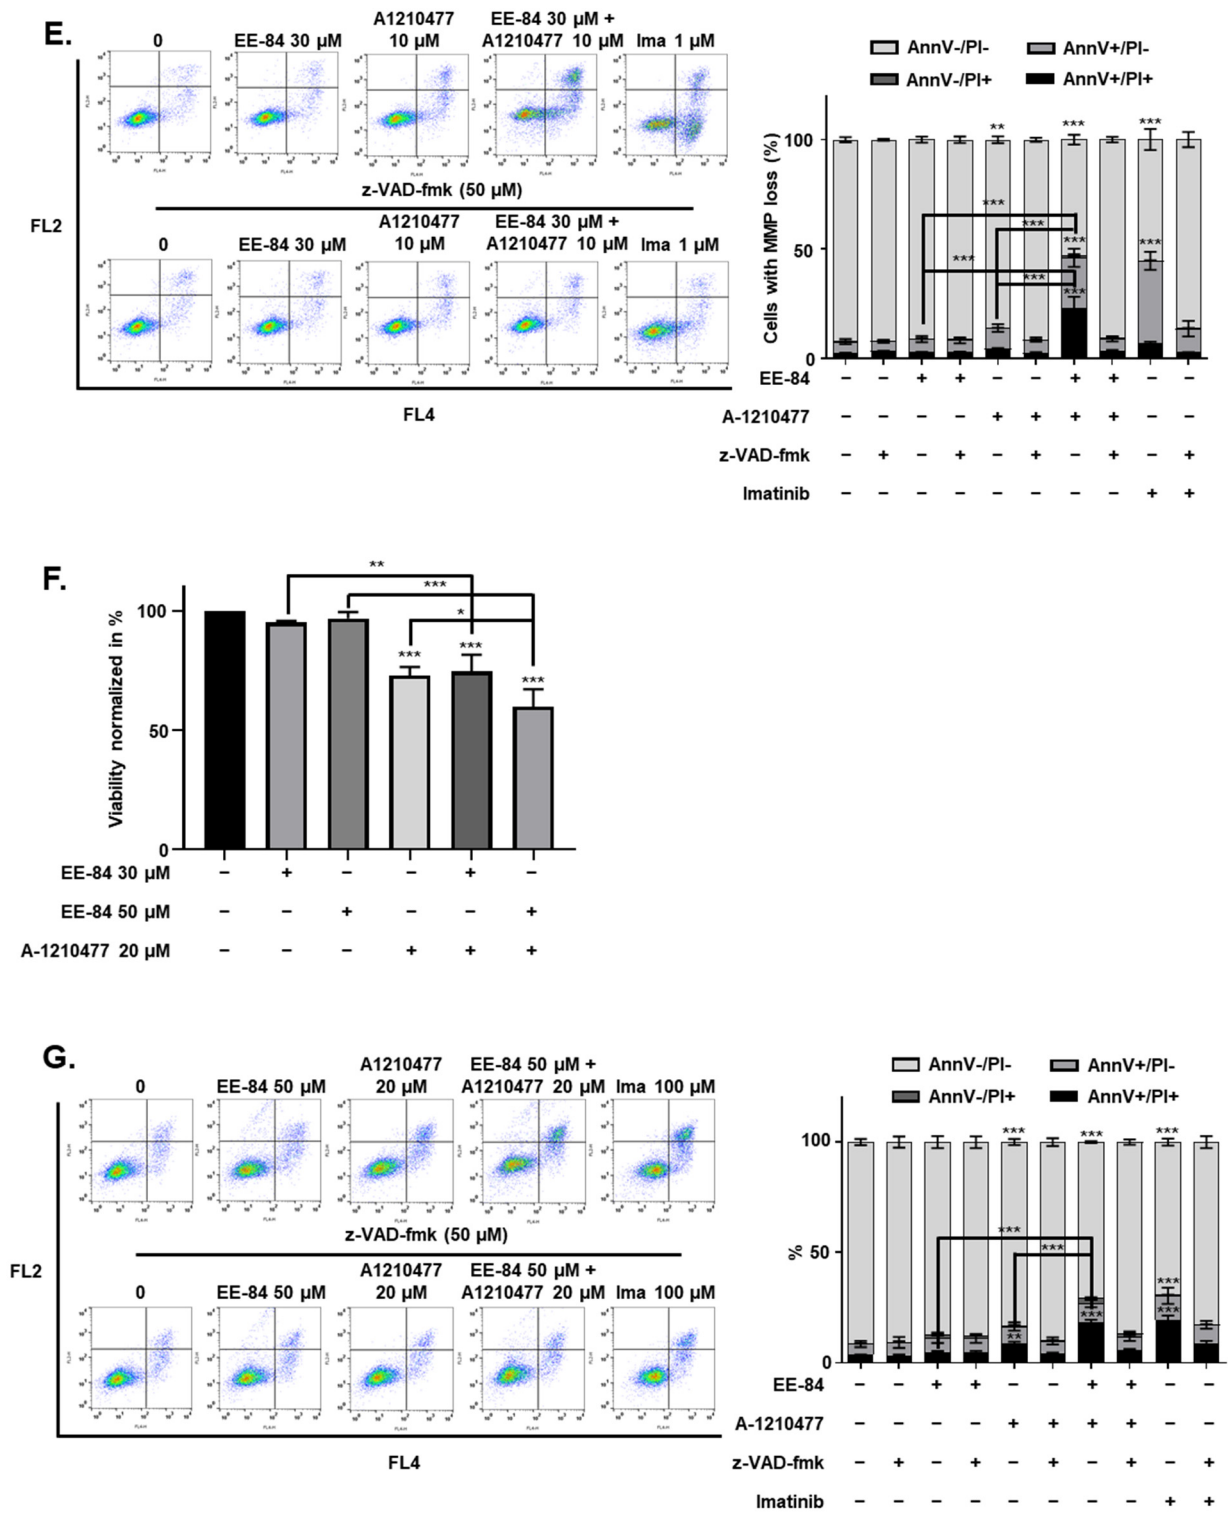 E.
A1210477 EE-84 30 µM +
0 EE-84 30 µM 10 µM A1210477 10 µM Ima 1 µM
z-VAD-fmk (50 µM)
A1210477 EE-84 30 µM +
0 EE-84 30 µM 10 µM A1210477 10 µM Ima 1 µM
FL2
FL4
AnnV-/PI- AnnV+/PI-
AnnV-/PI+ AnnV+/PI+
Cells with MMP loss (%)
100
50
0
** *** ***
***
***
*** ***
***
***
***
EE-84 – – + + – – + + – –
A-1210477 – – – – + + + + – –
z-VAD-fmk – + – + – + – + – +
Imatinib – – – – – – – – + +
F.
Viability normalized in %
100
50
0
**
***
*
*** *** ***
EE-84 30 µM – + – – + –
EE-84 50 µM – – + – – +
A-1210477 20 µM – – – + + +
G.
A1210477 EE-84 50 µM +
0 EE-84 50 µM 20 µM A1210477 20 µM Ima 100 µM
z-VAD-fmk (50 µM)
A1210477 EE-84 50 µM +
0 EE-84 50 µM 20 µM A1210477 20 µM Ima 100 µM
FL2
FL4
AnnV-/PI- AnnV+/PI-
AnnV-/PI+ AnnV+/PI+
%
100
50
0
*** *** ***
***
***
***
** *** ***
EE-84 – – + + – – + + – –
A-1210477 – – – – + + + + – –
z-VAD-fmk – + – + – + – + – +
Imatinib – – – – – – – – + +